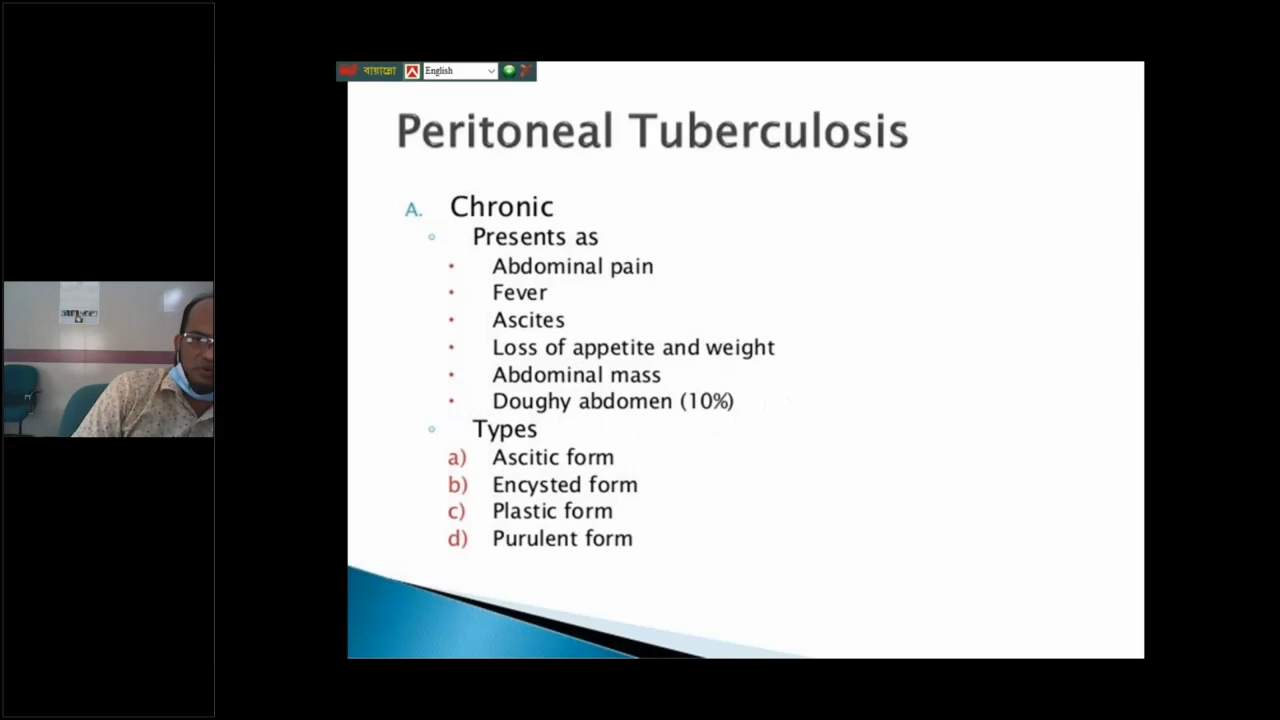 বায়ান্নো English
Peritoneal Tuberculosis
A. Chronic
Presents as
Abdominal pain
Fever
Ascites
Loss of appetite and weight
Abdominal mass
Doughy abdomen (10%)
Types
a) Ascitic form
b) Encysted form
c) Plastic form
d) Purulent form